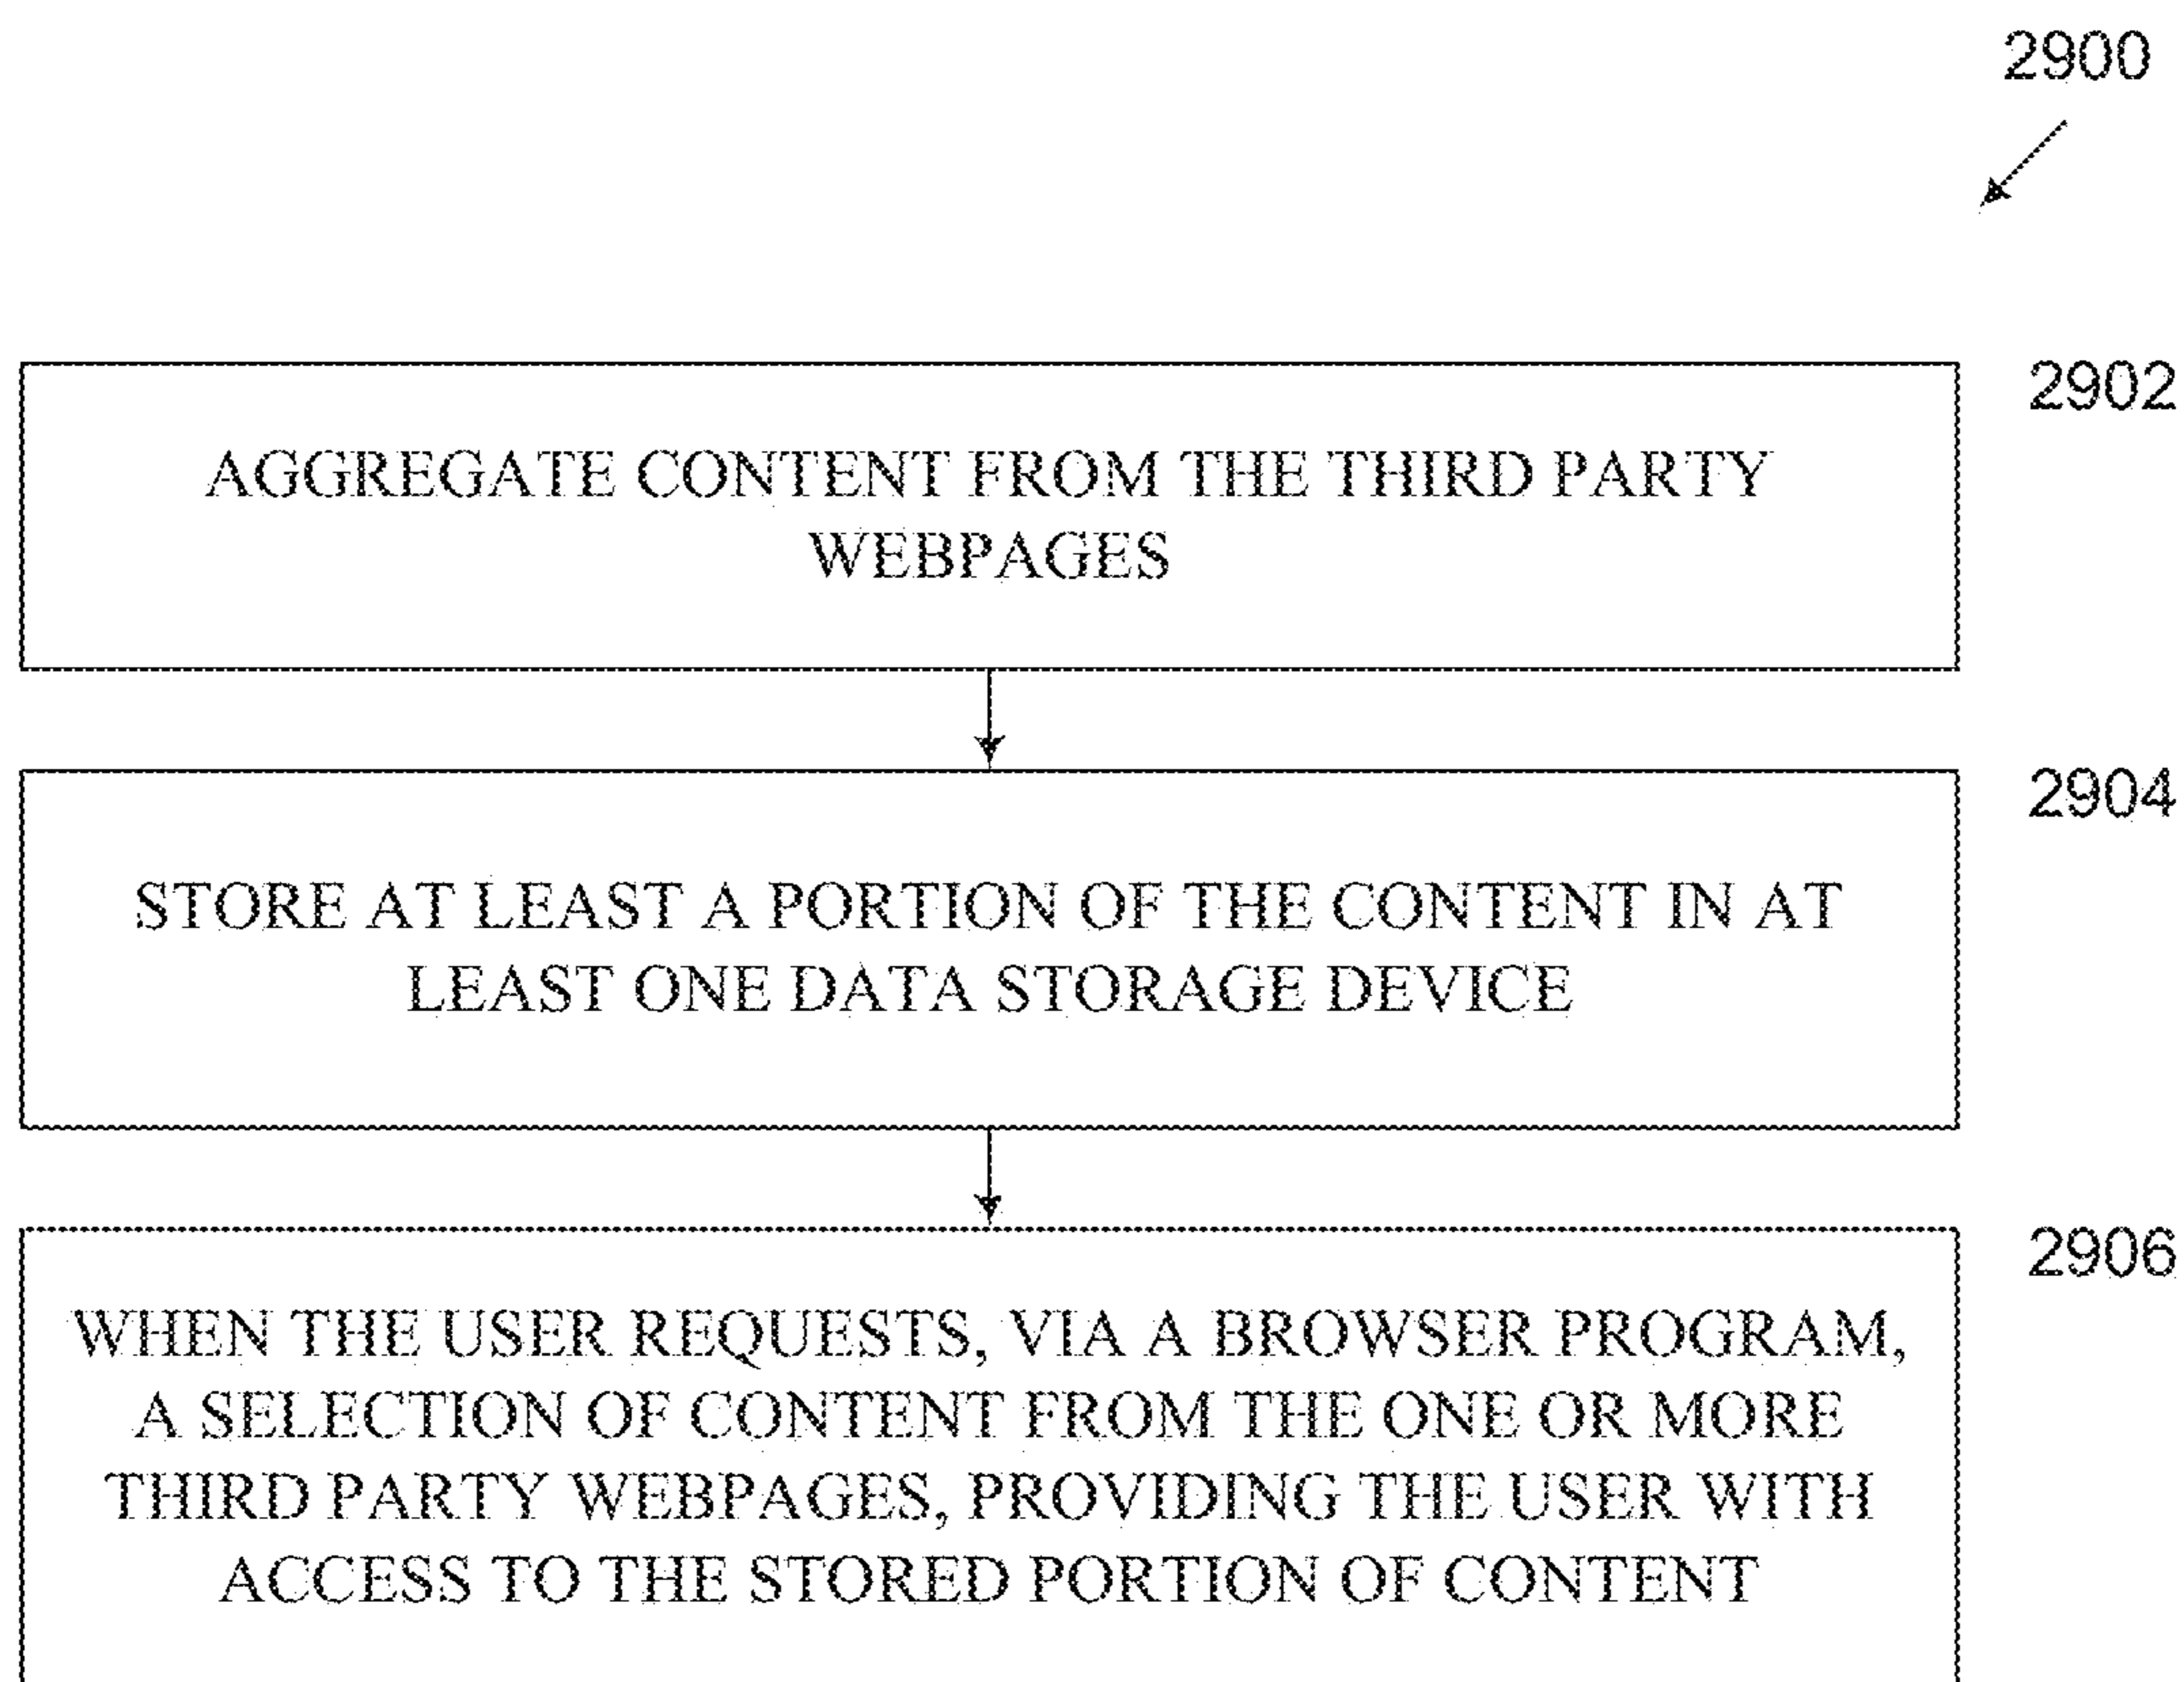 2900
2902
AGGREGATE CONTENT FROM THE THIRD PARTY
WEBPAGES
2904
STORE AT LEAST A PORTION OF THE CONTENT IN AT
LEAST ONE DATA STORAGE DEVICE
2906
WHEN THE USER REQUESTS, VIA A BROWSER PROGRAM,
A SELECTION OF CONTENT FROM THE ONE OR MORE
THIRD PARTY WEBPAGES, PROVIDING THE USER WITH
ACCESS TO THE STORED PORTION OF CONTENT